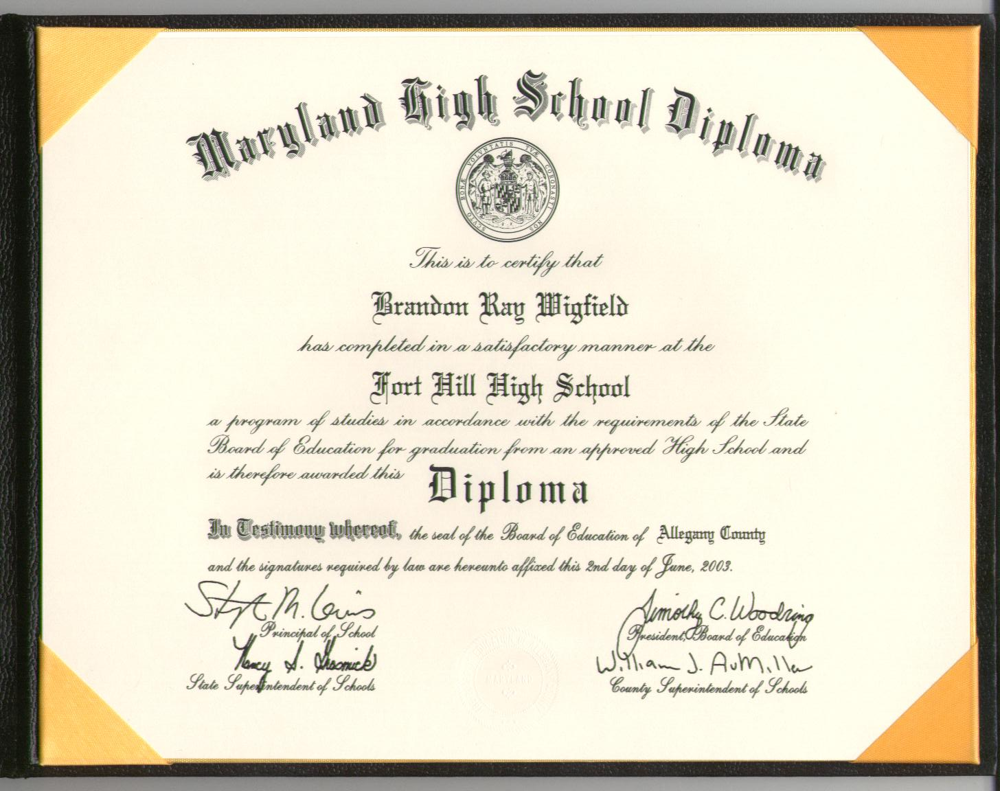 Maryland High School Diploma
SCVTO BONÆ VOLVNTATIS TVÆ CORONASTI NOS
This is to certify that
Brandon Ray Wigfield
has completed in a satisfactory manner at the
Fort Hill High School
a program of studies in accordance with the requirements of the State
Board of Education for graduation from an approved High School and
is therefore awarded this
Diploma
In Testimony whereof, the seal of the Board of Education of Allegany County
and the signatures required by law are hereunto affixed this 2nd day of June, 2003.
M. Lewis
Principal of School
Timothy C. Woodring
President, Board of Education
Nancy S. Grasmick
State Superintendent of Schools
William J. AuMiller
County Superintendent of Schools
MARYLAND